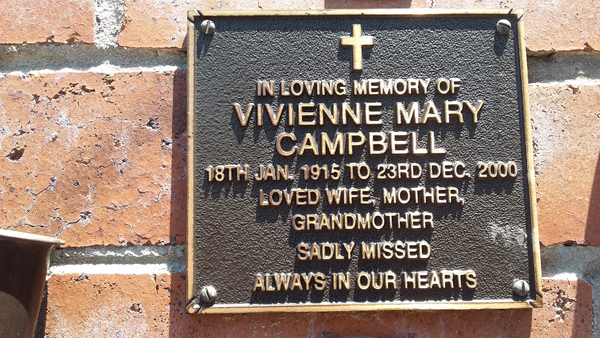 IN LOVING MEMORY OF
VIVIENNE MARY
CAMPBELL
18TH JAN. 1915 TO 23RD DEC. 2000
LOVED WIFE, MOTHER,
GRANDMOTHER
SADLY MISSED
ALWAYS IN OUR HEARTS